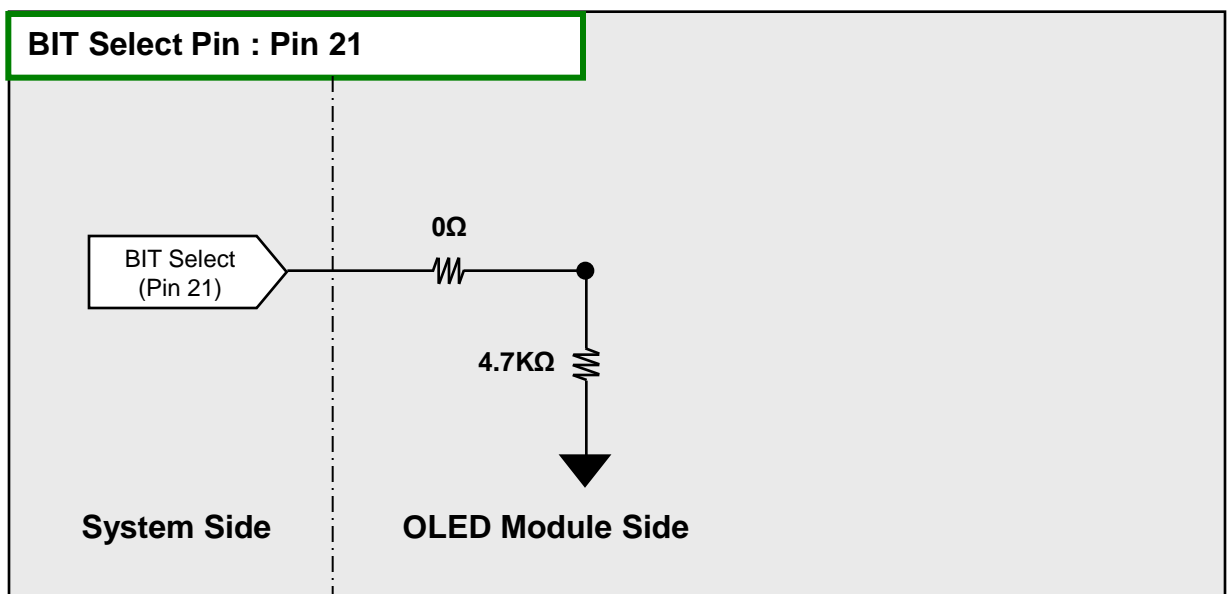 BIT Select Pin : Pin 21
0Ω
BIT Select
(Pin 21)
4.7KΩ
System Side
OLED Module Side